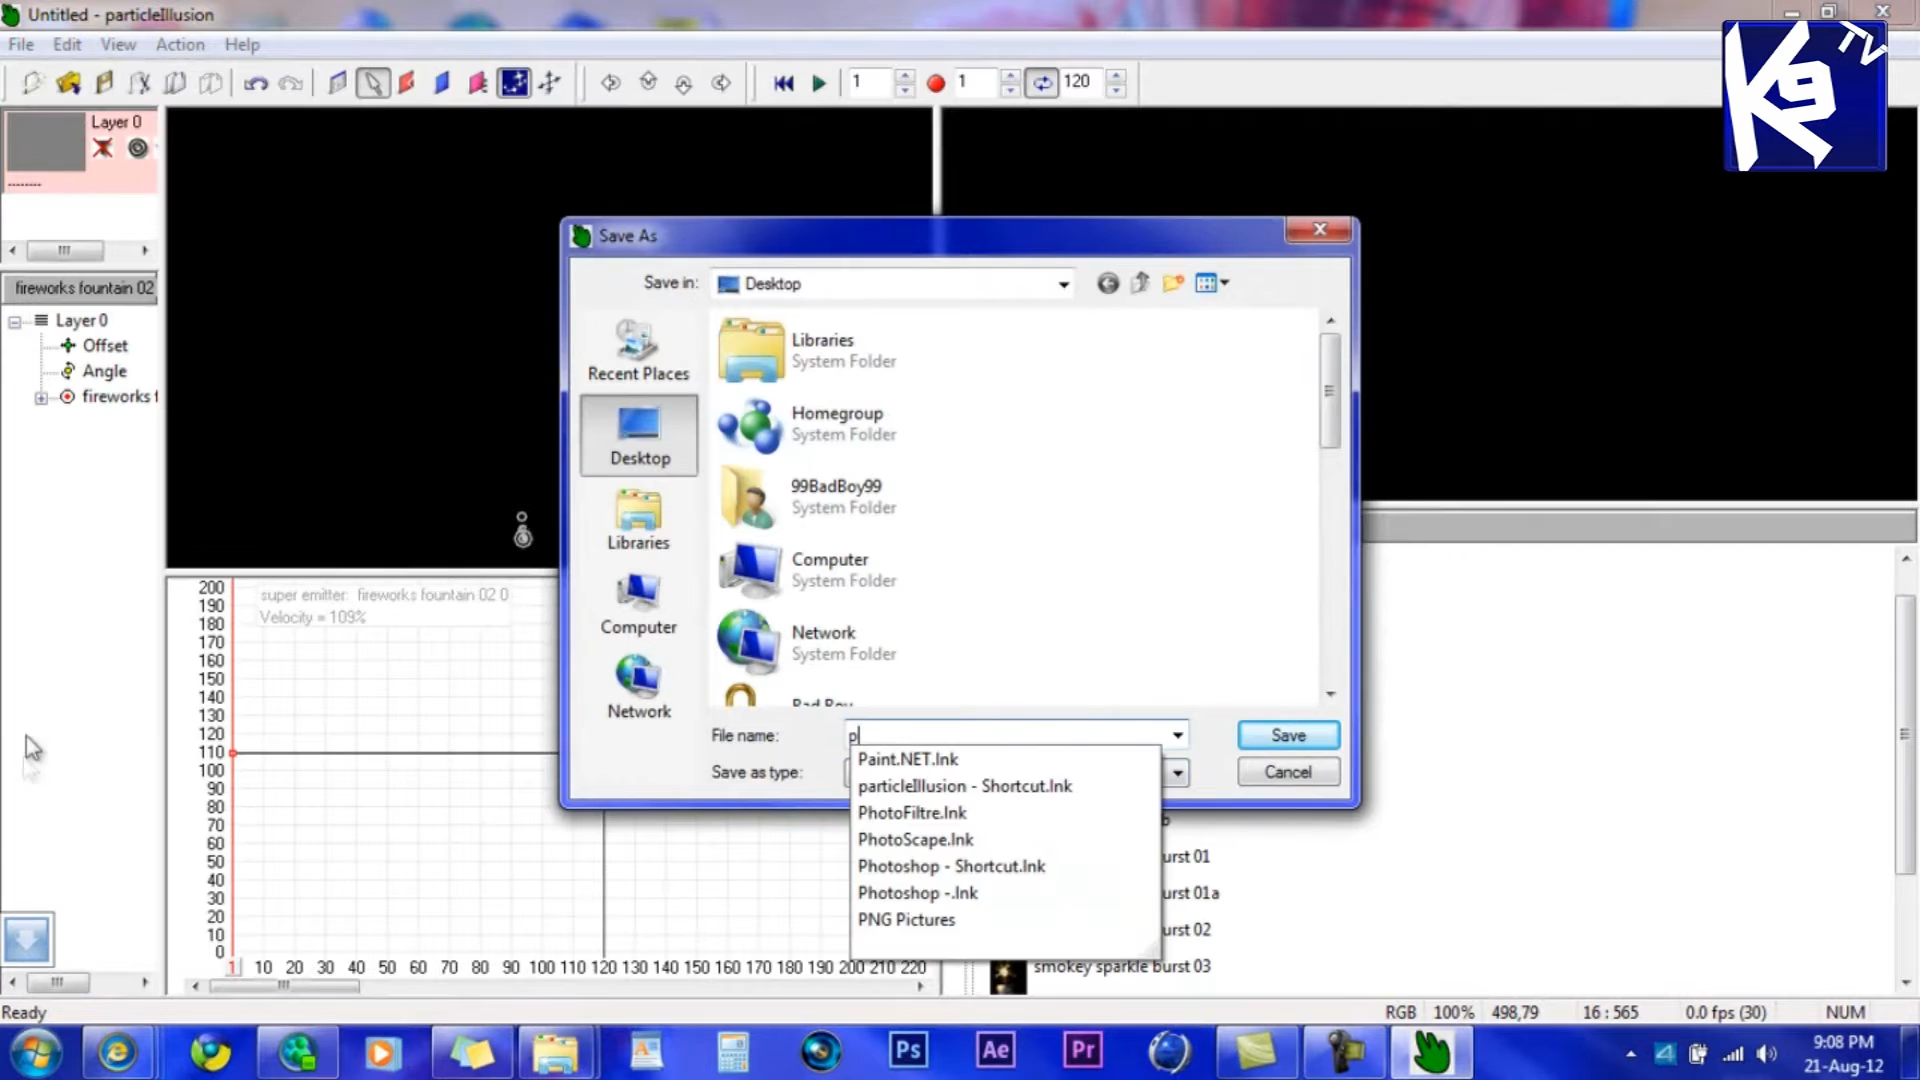 Untitled - particleIllusion
File Edit View Action Help
K9 TV
1 1 120
Layer 0
--------
fireworks fountain 02
Layer 0
Offset
Angle
fireworks f
Save As
Save in: Desktop
Recent Places
Desktop
Libraries
Computer
Network
Libraries
System Folder
Homegroup
System Folder
99BadBoy99
System Folder
Computer
System Folder
Network
System Folder
Bad Boy
File name: p
Save
Save as type:
Cancel
Paint.NET.lnk
particleIllusion - Shortcut.lnk
PhotoFiltre.lnk
PhotoScape.lnk
Photoshop - Shortcut.lnk
Photoshop -.lnk
PNG Pictures
super emitter: fireworks fountain 02 0
Velocity = 109%
200
190
180
170
160
150
140
130
120
110
100
90
80
70
60
50
40
30
20
10
0
1 10 20 30 40 50 60 70 80 90 100 110 120 130 140 150 160 170 180 190 200 210 220
urst 01
urst 01a
urst 02
smokey sparkle burst 03
Ready
RGB 100% 498,79 16 : 565 0.0 fps (30) NUM
Ps Ae Pr
9:08 PM
21-Aug-12